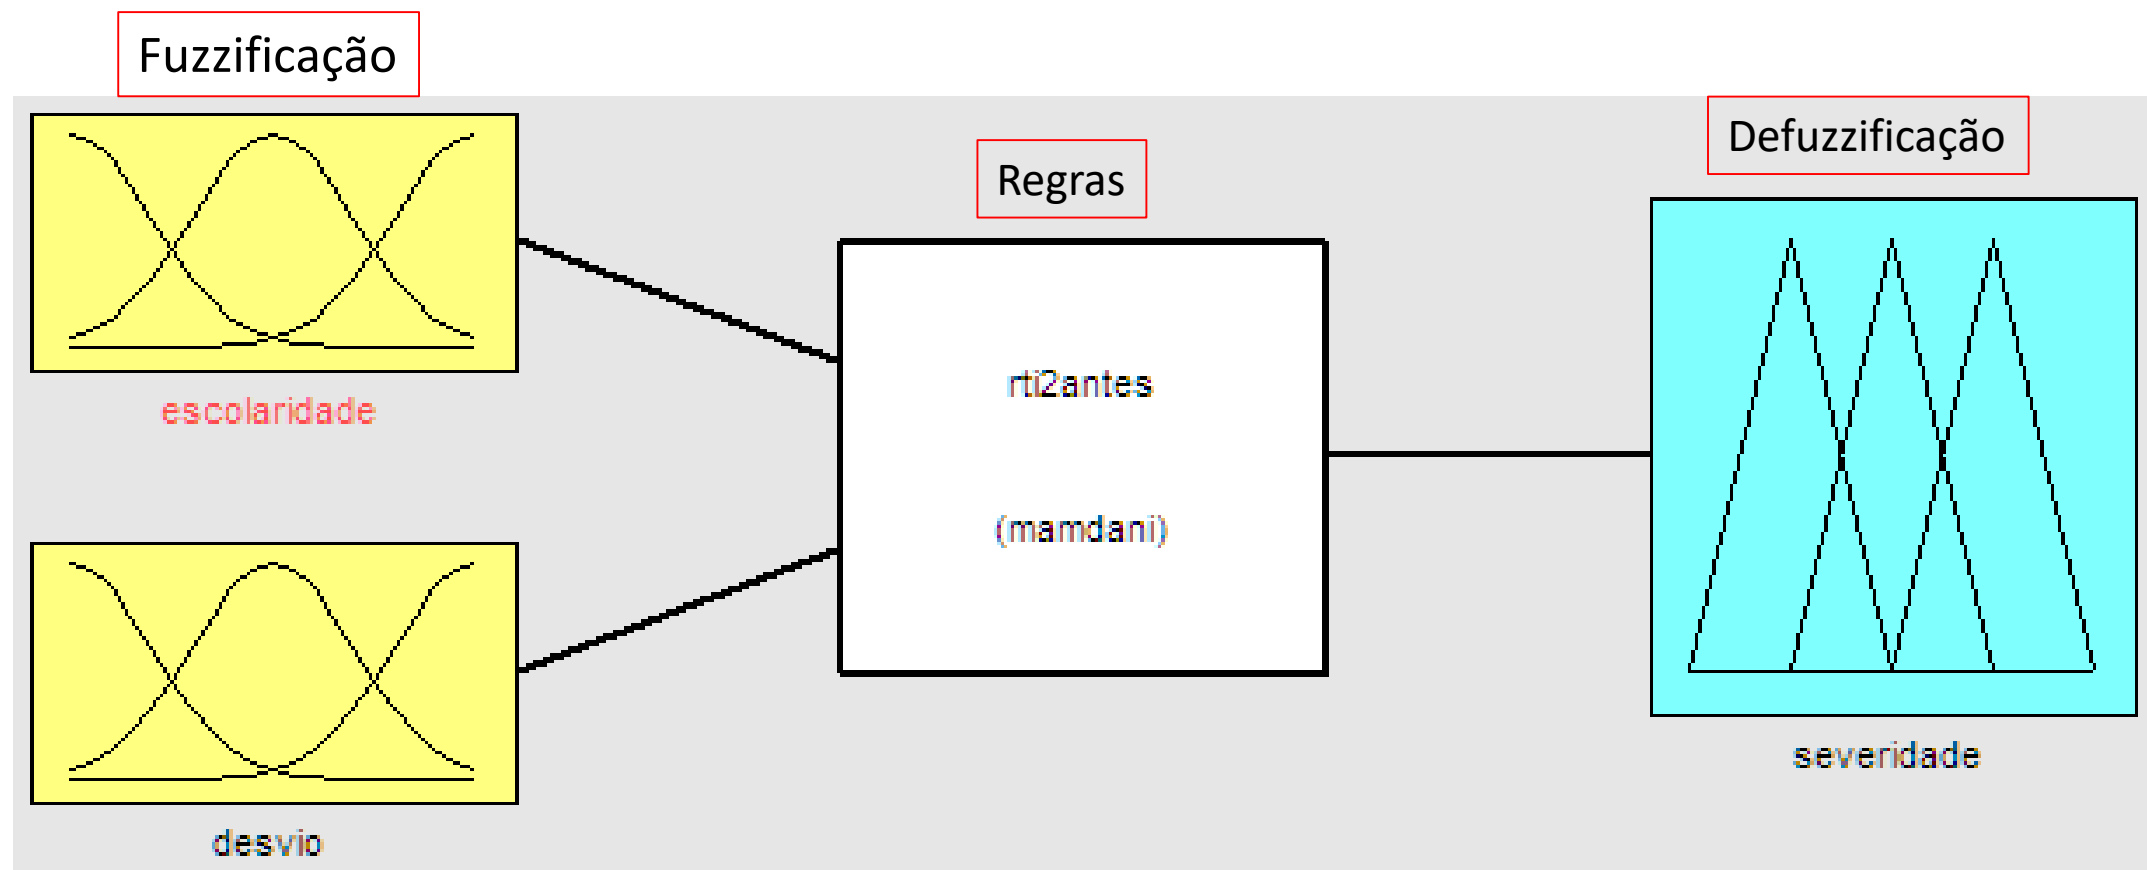 Fuzzificação
Defuzzificação
Regras
rti2antes
escolaridade
(mamdani)
severidade
desvio